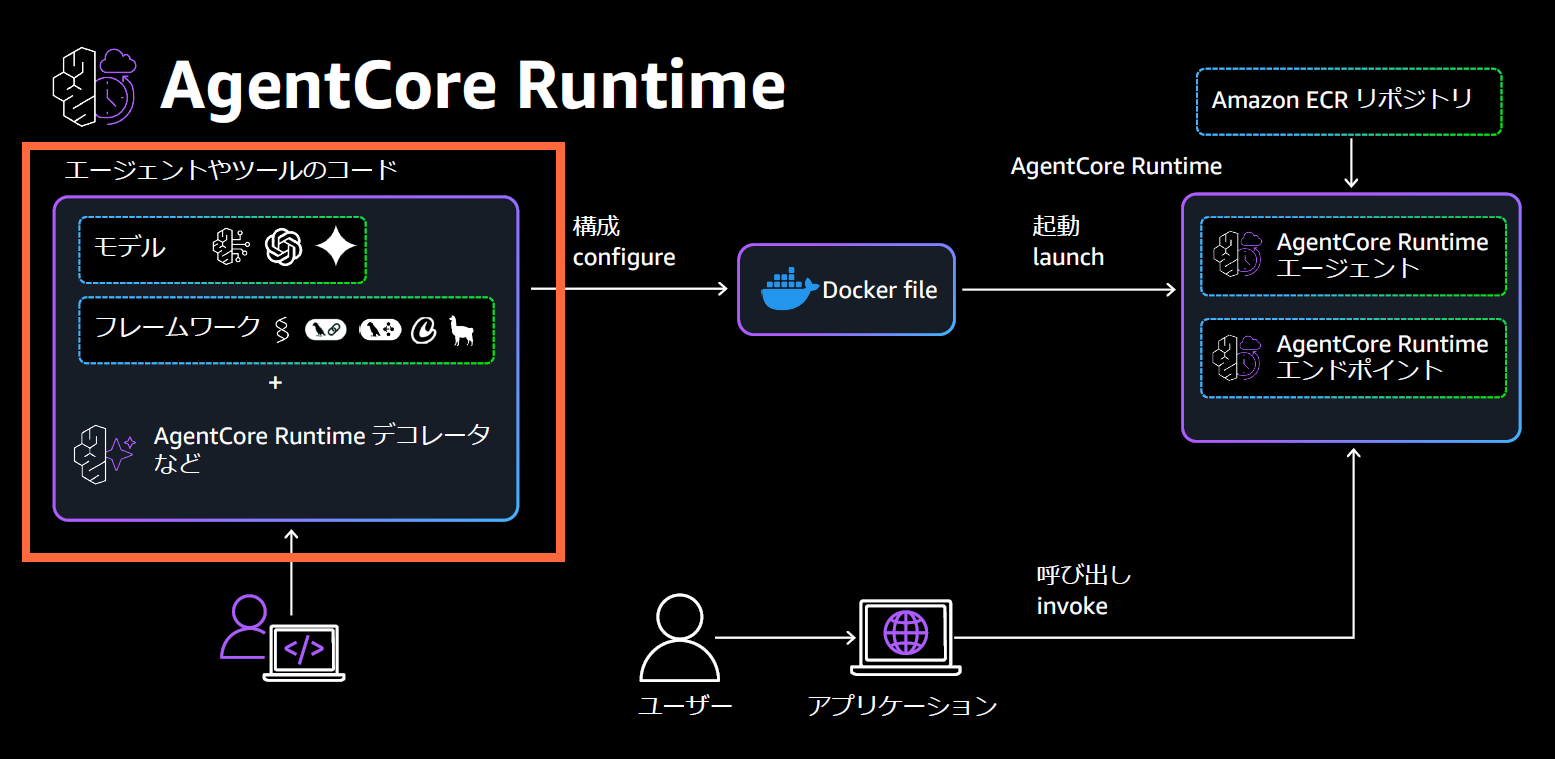 AgentCore Runtime
エージェントやツールのコード
モデル
フレームワーク
+
AgentCore Runtime デコレータ
など
構成
configure
Docker file
起動
launch
Amazon ECR リポジトリ
AgentCore Runtime
AgentCore Runtime
エージェント
AgentCore Runtime
エンドポイント
</>
ユーザー
アプリケーション
呼び出し
invoke